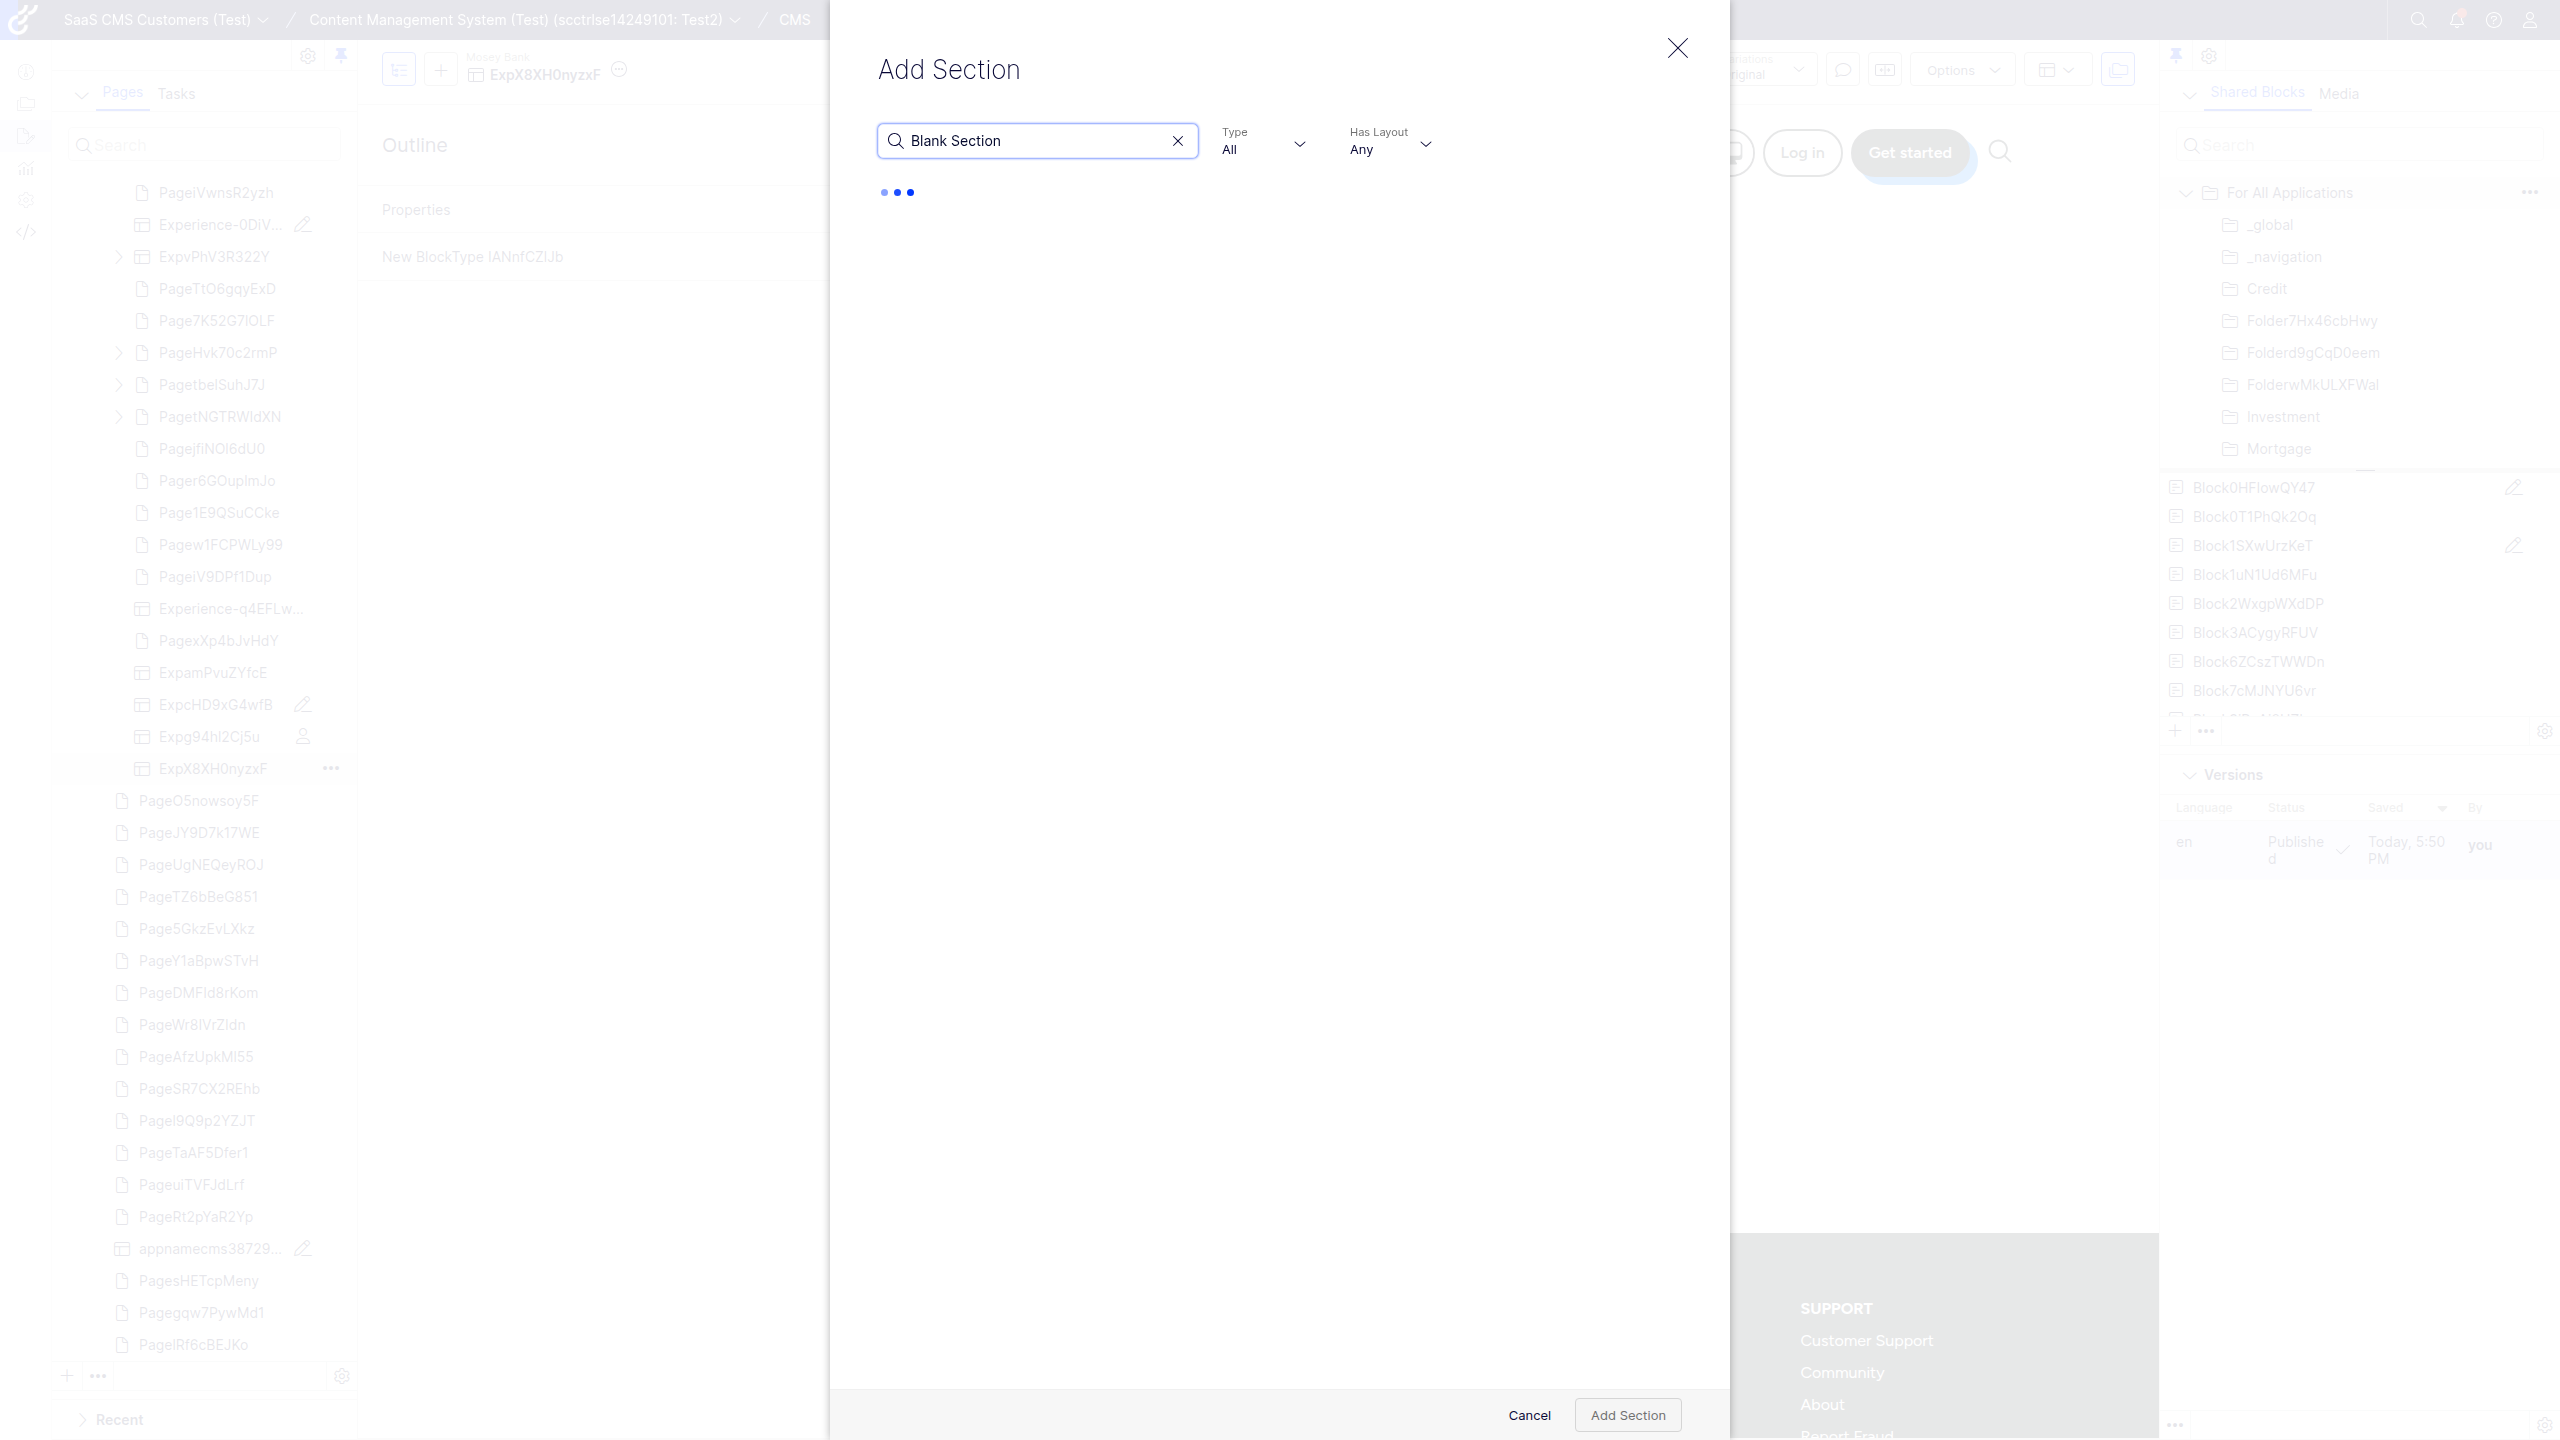 SaaS CMS Customers (Test) / Content Management System (Test) (scctrlse14249101: Test2) / CMS
Pages Tasks
Search
PageiVwnsR2yzh
Experience-0DiV...
ExpvPhV3R322Y
PageTtO6gqyExD
Page7K52G7lOLF
PageHvk70c2rmP
PagetbelSuhJ7J
PagetNGTRWldXN
PagejfiNOl6dU0
Pager6GOupImJo
Page1E9QSuCCke
Pagew1FCPWLy99
PageiV9DPf1Dup
Experience-q4EFLw...
PagexXp4bJvHdY
ExpamPvuZYfcE
ExpcHD9xG4wfB
Expg94hl2Cj5u
ExpX8XH0nyzxF
PageO5nowsoy5F
PageJY9D7k17WE
PageUgNEQeyROJ
PageTZ6bBeG851
Page5GkzEvLXkz
PageY1aBpwSTvH
PageDMFld8rKom
PageWr8IVrZldn
PageAfzUpkMl55
PageSR7CX2REhb
Pagel9Q9p2YZJT
PageTaAF5Dfer1
PageuiTVFJdLrf
PageRt2pYaR2Yp
appnamecms38729...
PagesHETcpMeny
Pagegqw7PywMd1
PagelRf6cBEJKo
Recent
Mosey Bank
ExpX8XH0nyzxF
Outline
Properties
New BlockType IANnfCZlJb
Add Section
Blank Section
Type
All
Has Layout
Any
Cancel
Add Section
Options
Log in
Get started
SUPPORT
Customer Support
Community
About
Report Fraud
Shared Blocks Media
Search
For All Applications
_global
_navigation
Credit
Folder7Hx46cbHwy
Folderd9gCqD0eem
FolderwMkULXFWal
Investment
Mortgage
Block0HFlowQY47
Block0T1PhQk2Oq
Block1SXwUrzKeT
Block1uN1Ud6MFu
Block2WxgpWXdDP
Block3ACygyRFUV
Block6ZCszTWWDn
Block7cMJNYU6vr
Versions
Language Status Saved By
en Publishe Today, 5:50 you
d PM